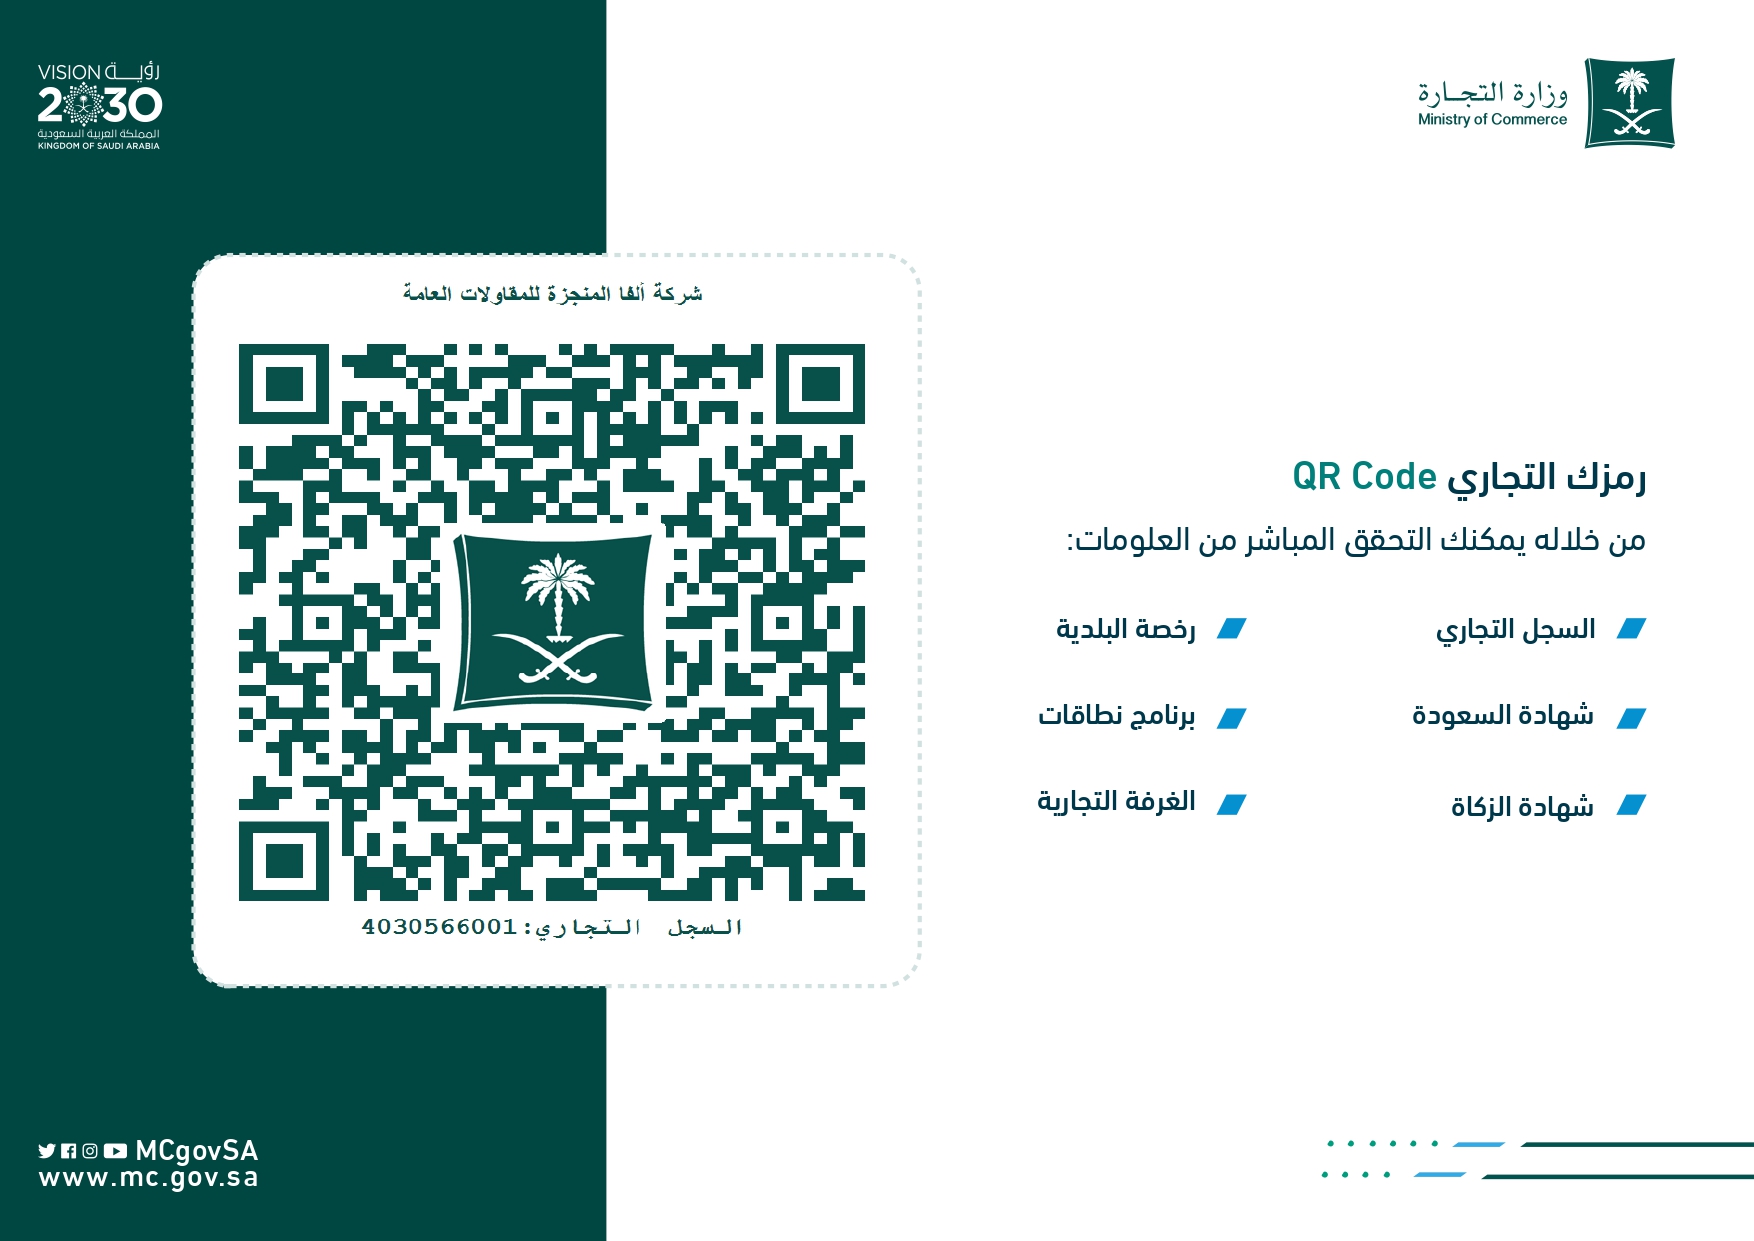 VISION رؤيــة
2030
المملكة العربية السعودية
KINGDOM OF SAUDI ARABIA
وزارة التجـارة
Ministry of Commerce
شركة ألفا المنجزة للمقاولات العامة
السجل التجاري:4030566001
رمزك التجاري QR Code
من خلاله يمكنك التحقق المباشر من العلومات:
السجل التجاري
رخصة البلدية
شهادة السعودة
برنامج نطاقات
شهادة الزكاة
الغرفة التجارية
MCgovSA
www.mc.gov.sa